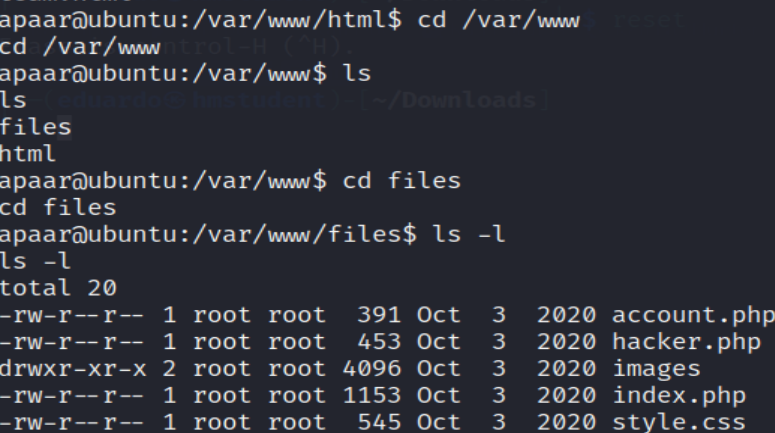 apaar@ubuntu:/var/www/html$ cd /var/www
cd /var/www
apaar@ubuntu:/var/www$ ls
ls
files
html
apaar@ubuntu:/var/www$ cd files
cd files
apaar@ubuntu:/var/www/files$ ls -l
ls -l
total 20
-rw-r--r-- 1 root root  391 Oct  3  2020 account.php
-rw-r--r-- 1 root root  453 Oct  3  2020 hacker.php
drwxr-xr-x 2 root root 4096 Oct  3  2020 images
-rw-r--r-- 1 root root 1153 Oct  3  2020 index.php
-rw-r--r-- 1 root root  545 Oct  3  2020 style.css